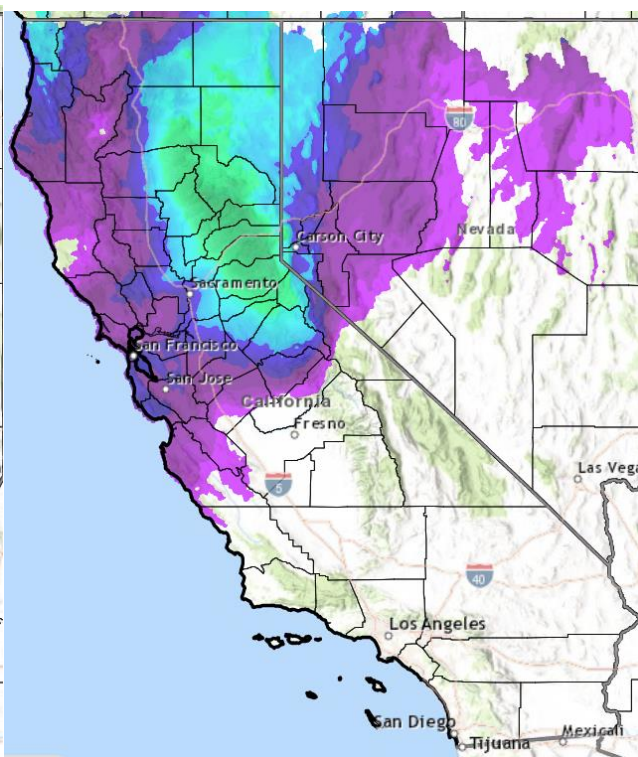 80
Nevada
Carson City
Sacramento
San Francisco
San Jose
California
Fresno
5
Las Vega
40
Los Angeles
San Diego
Tijuana
Mexicali